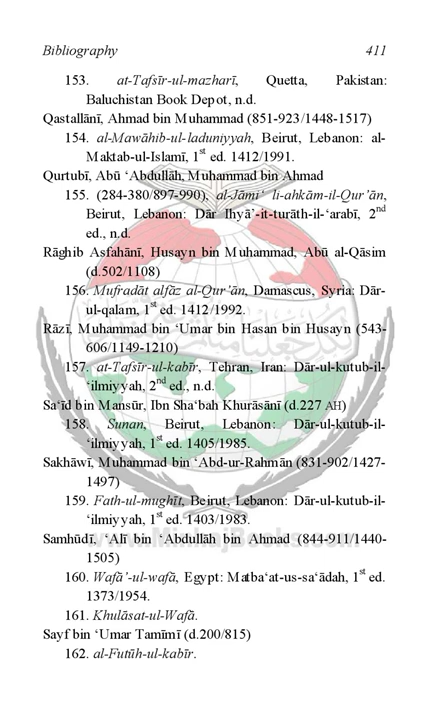 Bibliography 411
153. at-Tafsīr-ul-mazharī, Quetta, Pakistan:
Baluchistan Book Depot, n.d.
Qastallānī, Ahmad bin Muhammad (851-923/1448-1517)
154. al-Mawāhib-ul-laduniyyah, Beirut, Lebanon: al-
Maktab-ul-Islamī, 1st ed. 1412/1991.
Qurtubī, Abū ‘Abdullāh, Muhammad bin Ahmad
155. (284-380/897-990), al-Jāmi‘ li-ahkām-il-Qur’ān,
Beirut, Lebanon: Dār Ihyā’-it-turāth-il-‘arabī, 2nd
ed., n.d.
Rāghib Asfahānī, Husayn bin Muhammad, Abū al-Qāsim
(d.502/1108)
156. Mufradāt alfāz al-Qur’ān, Damascus, Syria: Dār-
ul-qalam, 1st ed. 1412/1992.
Rāzī, Muhammad bin ‘Umar bin Hasan bin Husayn (543-
606/1149-1210)
157. at-Tafsīr-ul-kabīr, Tehran, Iran: Dār-ul-kutub-il-
‘ilmiyyah, 2nd ed., n.d.
Sa‘īd bin Mansūr, Ibn Sha‘bah Khurāsānī (d.227 AH)
158. Sunan, Beirut, Lebanon: Dār-ul-kutub-il-
‘ilmiyyah, 1st ed. 1405/1985.
Sakhāwī, Muhammad bin ‘Abd-ur-Rahmān (831-902/1427-
1497)
159. Fath-ul-mughīt, Beirut, Lebanon: Dār-ul-kutub-il-
‘ilmiyyah, 1st ed. 1403/1983.
Samhūdī, ‘Alī bin ‘Abdullāh bin Ahmad (844-911/1440-
1505)
160. Wafā’-ul-wafā, Egypt: Matba‘at-us-sa‘ādah, 1st ed.
1373/1954.
161. Khulāsat-ul-Wafā.
Sayf bin ‘Umar Tamīmī (d.200/815)
162. al-Futūh-ul-kabīr.